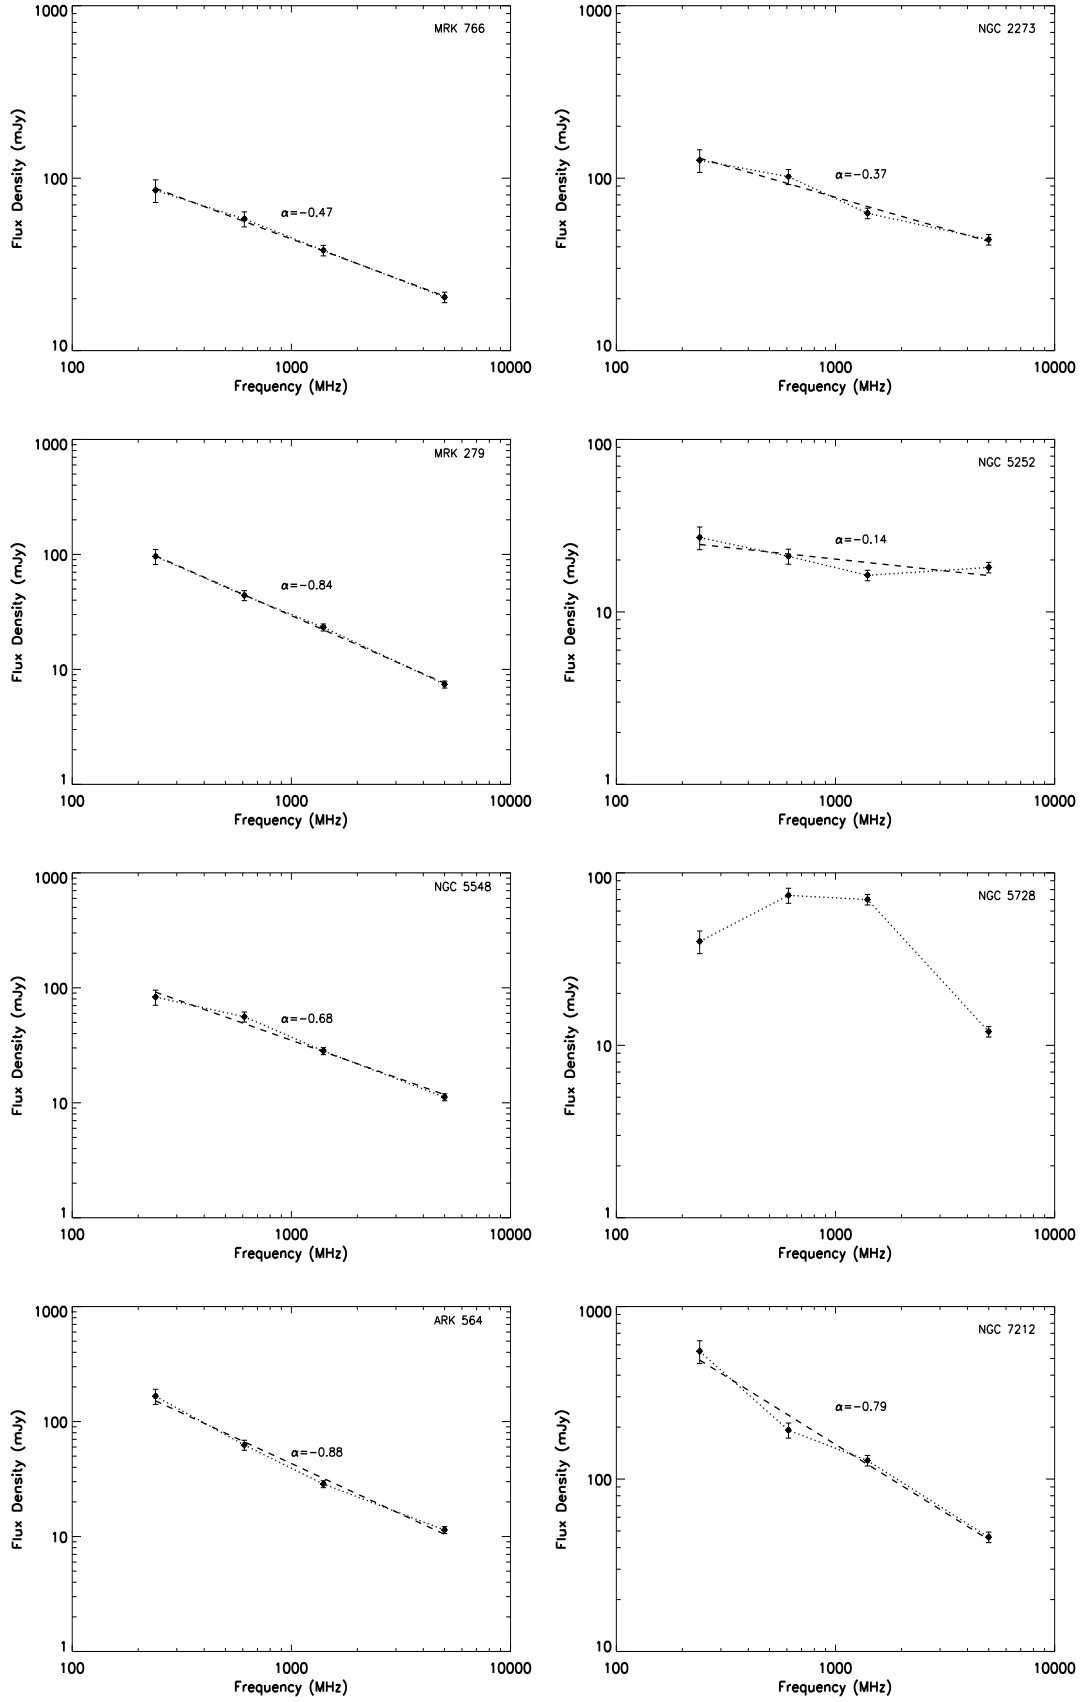 MRK 766
1000
100
10
Flux Density (mJy)
α=-0.47
100 1000 10000
Frequency (MHz)
NGC 2273
1000
100
10
Flux Density (mJy)
α=-0.37
100 1000 10000
Frequency (MHz)
MRK 279
1000
100
10
1
Flux Density (mJy)
α=-0.84
100 1000 10000
Frequency (MHz)
NGC 5252
100
10
1
Flux Density (mJy)
α=-0.14
100 1000 10000
Frequency (MHz)
NGC 5548
1000
100
10
1
Flux Density (mJy)
α=-0.68
100 1000 10000
Frequency (MHz)
NGC 5728
100
10
1
Flux Density (mJy)
100 1000 10000
Frequency (MHz)
ARK 564
1000
100
10
1
Flux Density (mJy)
α=-0.88
100 1000 10000
Frequency (MHz)
NGC 7212
1000
100
10
Flux Density (mJy)
α=-0.79
100 1000 10000
Frequency (MHz)